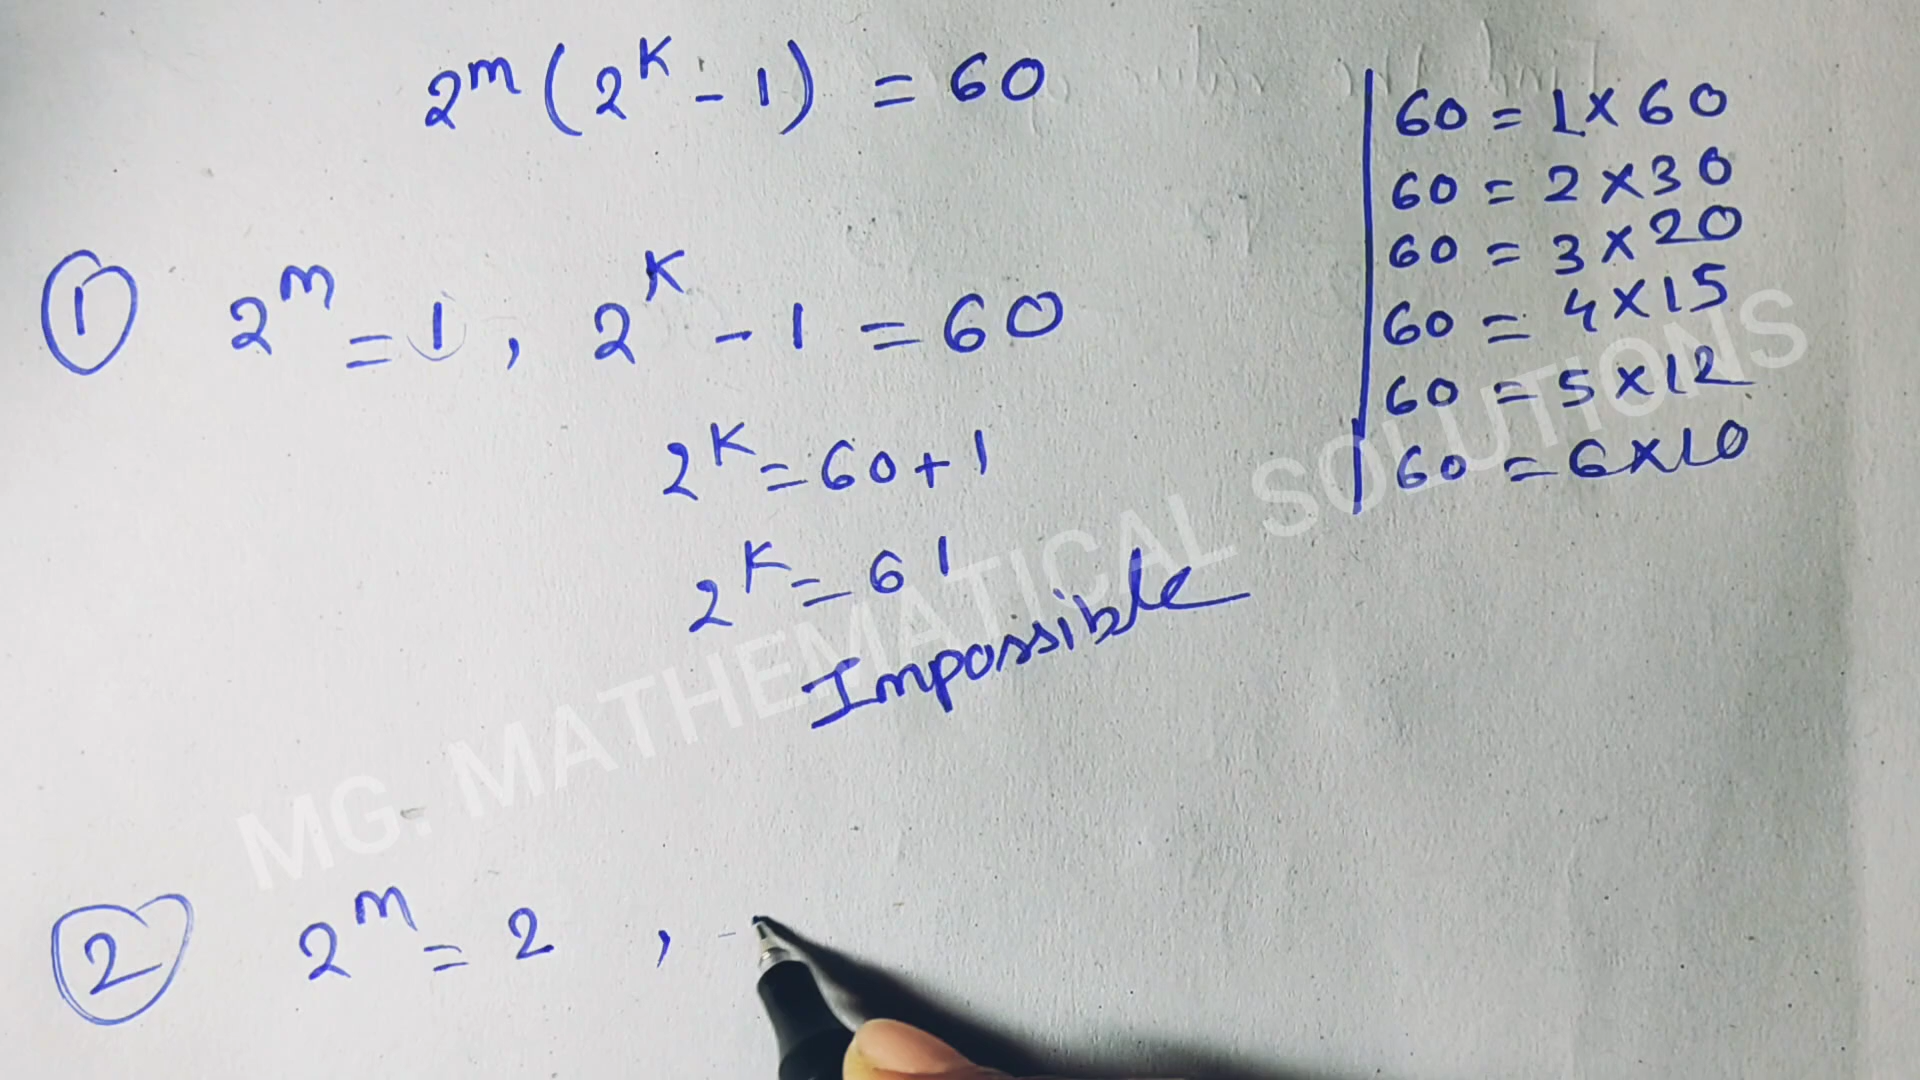 2^m (2^K - 1) = 60
60 = 1 x 60
60 = 2 x 30
60 = 3 x 20
60 = 4 x 15
60 = 5 x 12
60 = 6 x 10
① 2^m = 1 , 2^K - 1 = 60
2^K = 60 + 1
2^K = 61
Impossible
MG. MATHEMATICAL SOLUTIONS
② 2^m = 2 ,